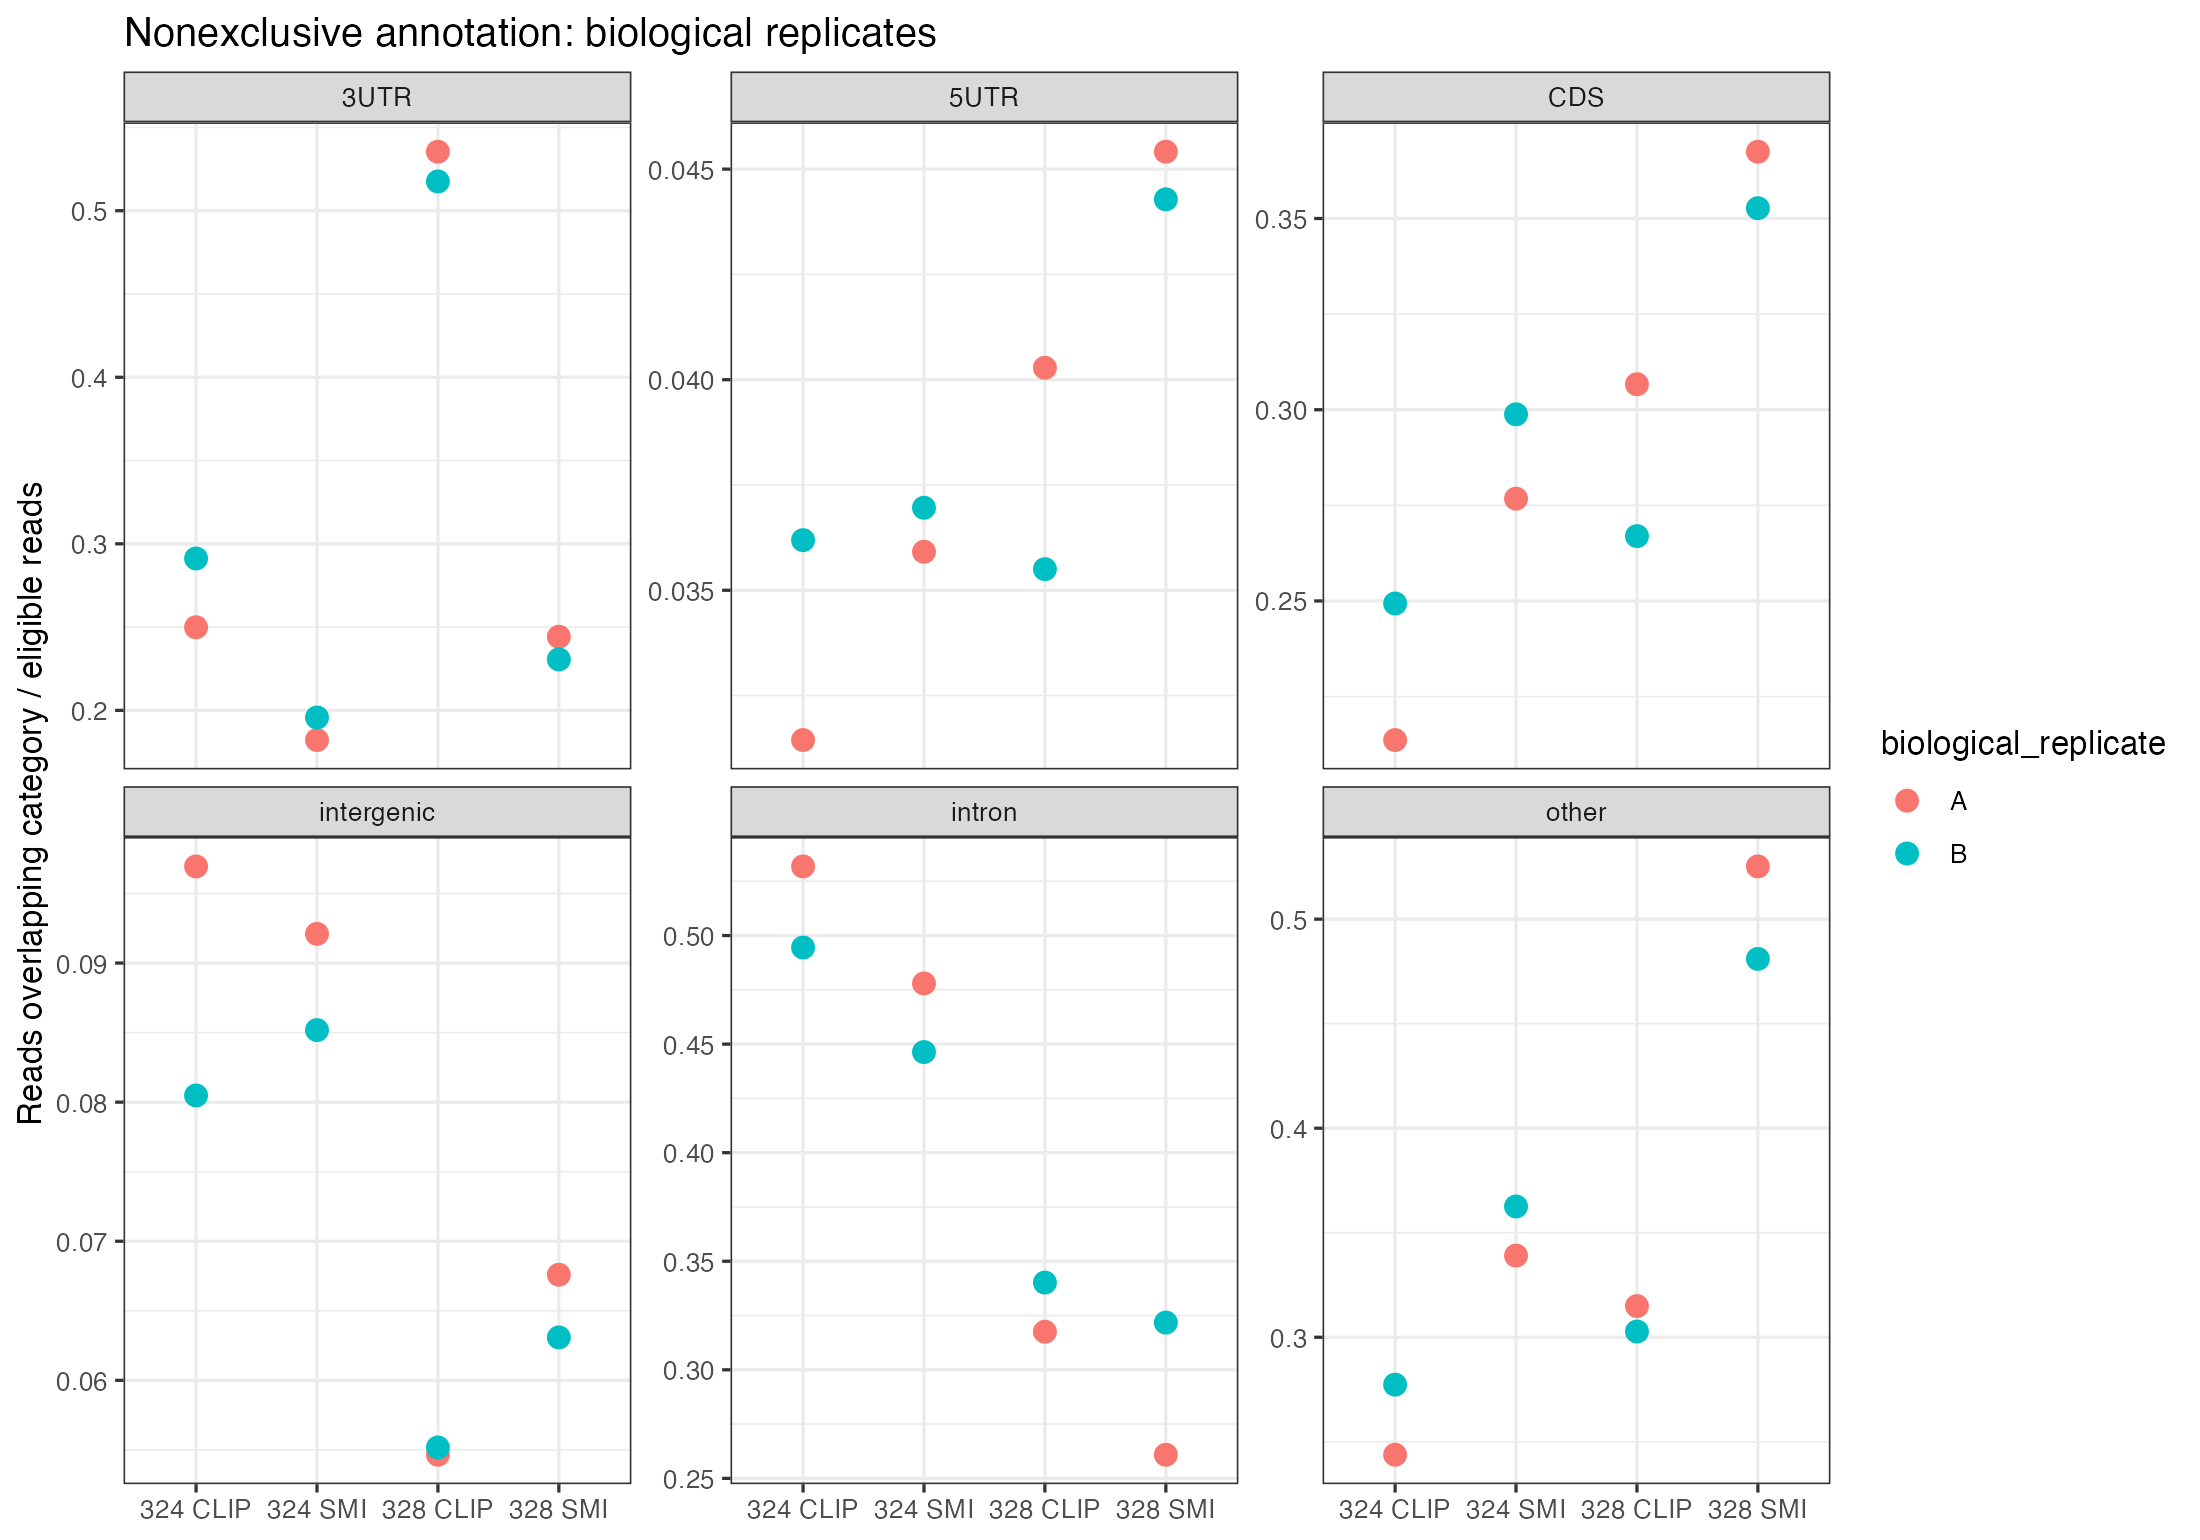 Nonexclusive annotation: biological replicates
Reads overlapping category / eligible reads
3UTR
0.5
0.4
0.3
0.2
5UTR
0.045
0.040
0.035
CDS
0.35
0.30
0.25
intergenic
0.09
0.08
0.07
0.06
324 CLIP 324 SMI 328 CLIP 328 SMI
intron
0.50
0.45
0.40
0.35
0.30
0.25
324 CLIP 324 SMI 328 CLIP 328 SMI
other
0.5
0.4
0.3
324 CLIP 324 SMI 328 CLIP 328 SMI
biological_replicate
A
B